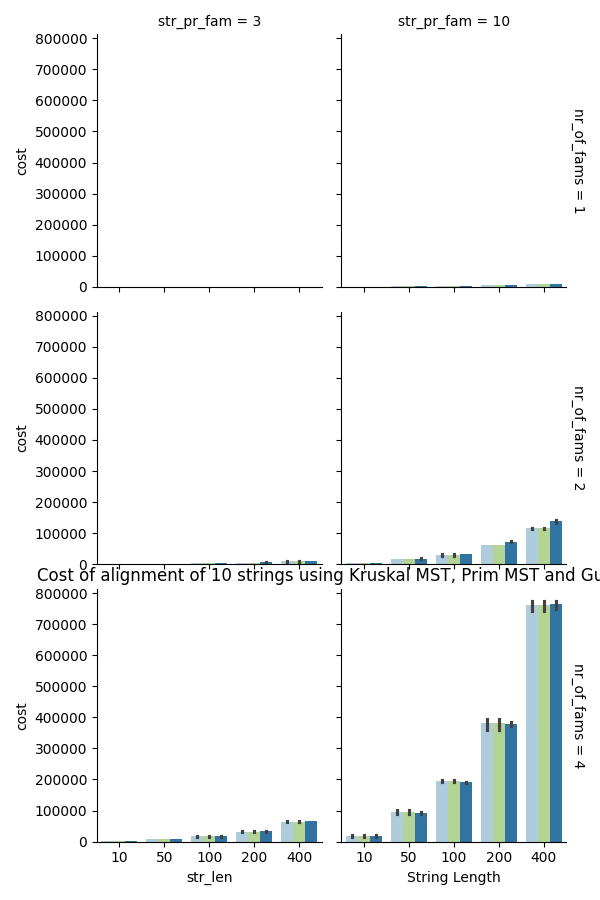 str_pr_fam = 3
str_pr_fam = 10
800000
700000
600000
500000
400000
300000
200000
100000
0
cost
nr_of_fams = 1
800000
700000
600000
500000
400000
300000
200000
100000
0
cost
nr_of_fams = 2
Cost of alignment of 10 strings using Kruskal MST, Prim MST and Gu
800000
700000
600000
500000
400000
300000
200000
100000
0
cost
nr_of_fams = 4
10 50 100 200 400
10 50 100 200 400
str_len
String Length